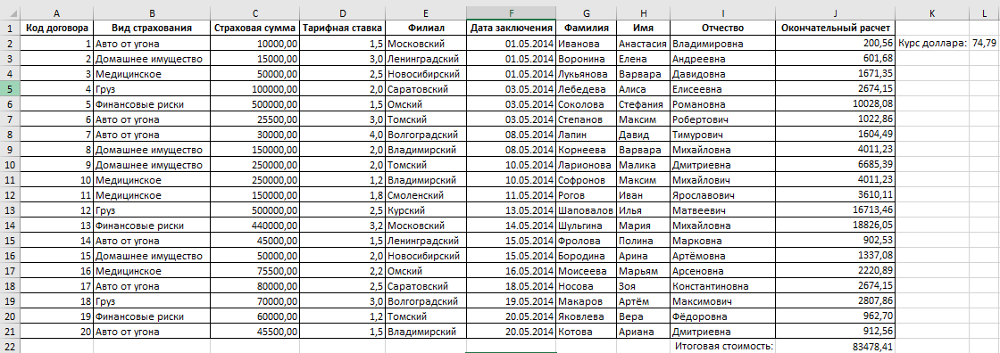 A B C D E F G H I J K L
1 Код договора Вид страхования Страховая сумма Тарифная ставка Филиал Дата заключения Фамилия Имя Отчество Окончательный расчет
2 1 Авто от угона 10000,00 1,5 Московский 01.05.2014 Иванова Анастасия Владимировна 200,56 Курс доллара: 74,79
3 2 Домашнее имущество 15000,00 3,0 Ленинградский 01.05.2014 Воронина Елена Андреевна 601,68
4 3 Медицинское 50000,00 2,5 Новосибирский 01.05.2014 Лукьянова Варвара Давидовна 1671,35
5 4 Груз 100000,00 2,0 Саратовский 03.05.2014 Лебедева Алиса Елисеевна 2674,15
6 5 Финансовые риски 500000,00 1,5 Омский 03.05.2014 Соколова Стефания Романовна 10028,08
7 6 Авто от угона 25500,00 3,0 Томский 03.05.2014 Степанов Максим Робертович 1022,86
8 7 Авто от угона 30000,00 4,0 Волгоградский 08.05.2014 Лапин Давид Тимурович 1604,49
9 8 Домашнее имущество 150000,00 2,0 Владимирский 08.05.2014 Корнеева Варвара Михайловна 4011,23
10 9 Домашнее имущество 250000,00 2,0 Томский 10.05.2014 Ларионова Малика Дмитриевна 6685,39
11 10 Медицинское 250000,00 1,2 Владимирский 10.05.2014 Софронов Максим Михайлович 4011,23
12 11 Медицинское 150000,00 1,8 Смоленский 11.05.2014 Рогов Иван Ярославович 3610,11
13 12 Груз 500000,00 2,5 Курский 13.05.2014 Шаповалов Илья Матвеевич 16713,46
14 13 Финансовые риски 440000,00 3,2 Московский 14.05.2014 Шульгина Мария Михайловна 18826,05
15 14 Авто от угона 45000,00 1,5 Ленинградский 15.05.2014 Фролова Полина Марковна 902,53
16 15 Домашнее имущество 50000,00 2,0 Новосибирский 15.05.2014 Бородина Арина Артёмовна 1337,08
17 16 Медицинское 75500,00 2,2 Омский 16.05.2014 Моисеева Марьям Арсеновна 2220,89
18 17 Авто от угона 80000,00 2,5 Саратовский 18.05.2014 Носова Зоя Константиновна 2674,15
19 18 Груз 70000,00 3,0 Волгоградский 19.05.2014 Макаров Артём Максимович 2807,86
20 19 Финансовые риски 60000,00 1,2 Томский 20.05.2014 Яковлева Вера Фёдоровна 962,70
21 20 Авто от угона 45500,00 1,5 Владимирский 20.05.2014 Котова Ариана Дмитриевна 912,56
22 Итоговая стоимость: 83478,41